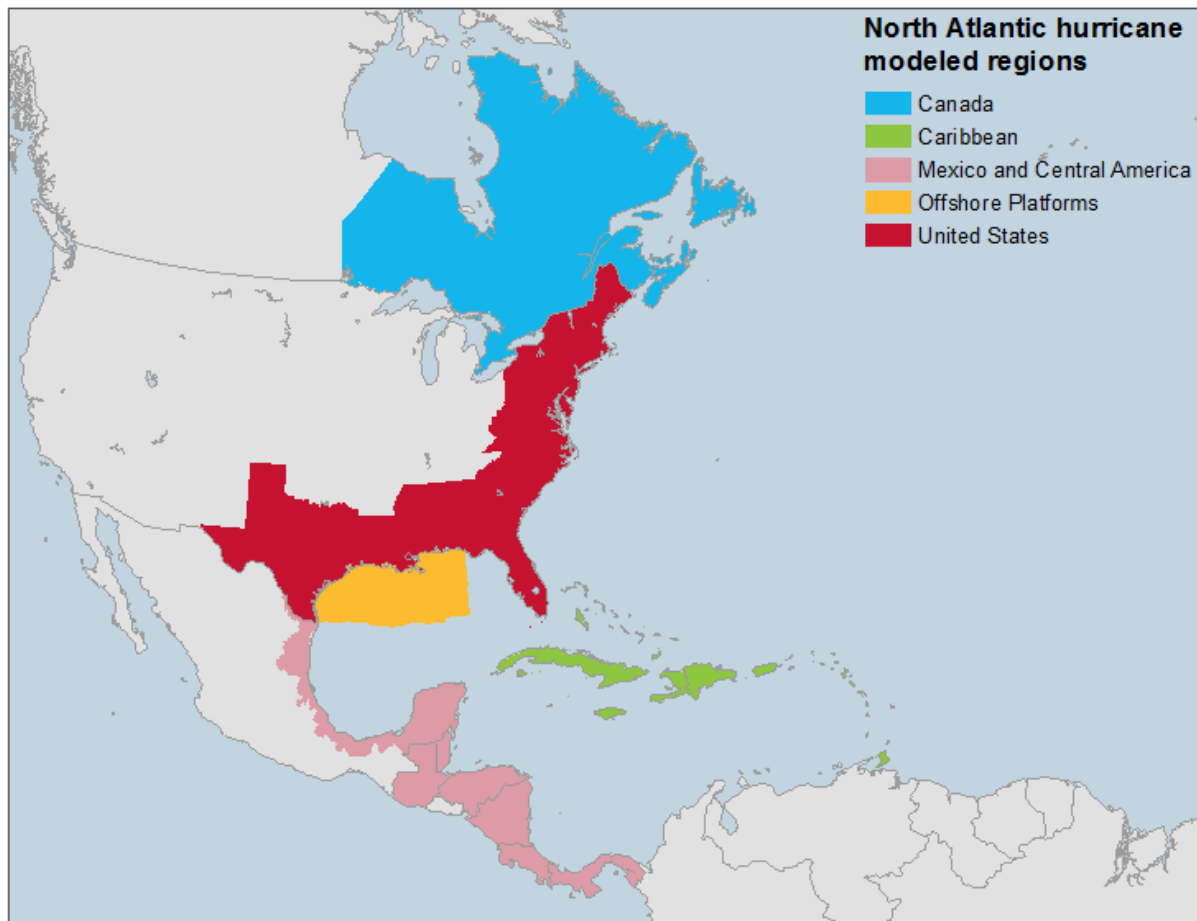 North Atlantic hurricane
modeled regions
Canada
Caribbean
Mexico and Central America
Offshore Platforms
United States